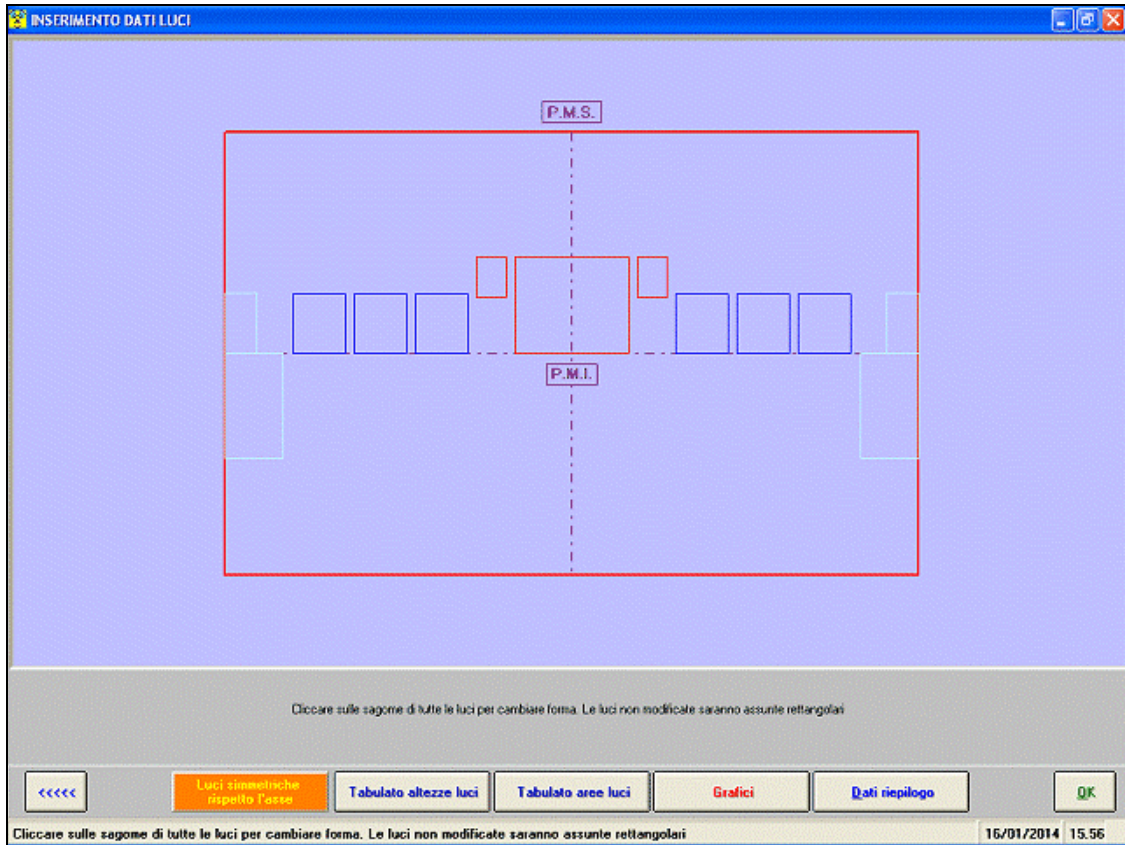 INSERIMENTO DATI LUCI
P.M.S.
P.M.I.
Cliccare sulle sagome di tutte le luci per cambiare forma. Le luci non modificate saranno assunte rettangolari
<<<<<
Luci simmetriche
rispetto l'asse
Tabulato altezze luci
Tabulato aree luci
Grafici
Dati riepilogo
OK
Cliccare sulle sagome di tutte le luci per cambiare forma. Le luci non modificate saranno assunte rettangolari
16/01/2014
15.56